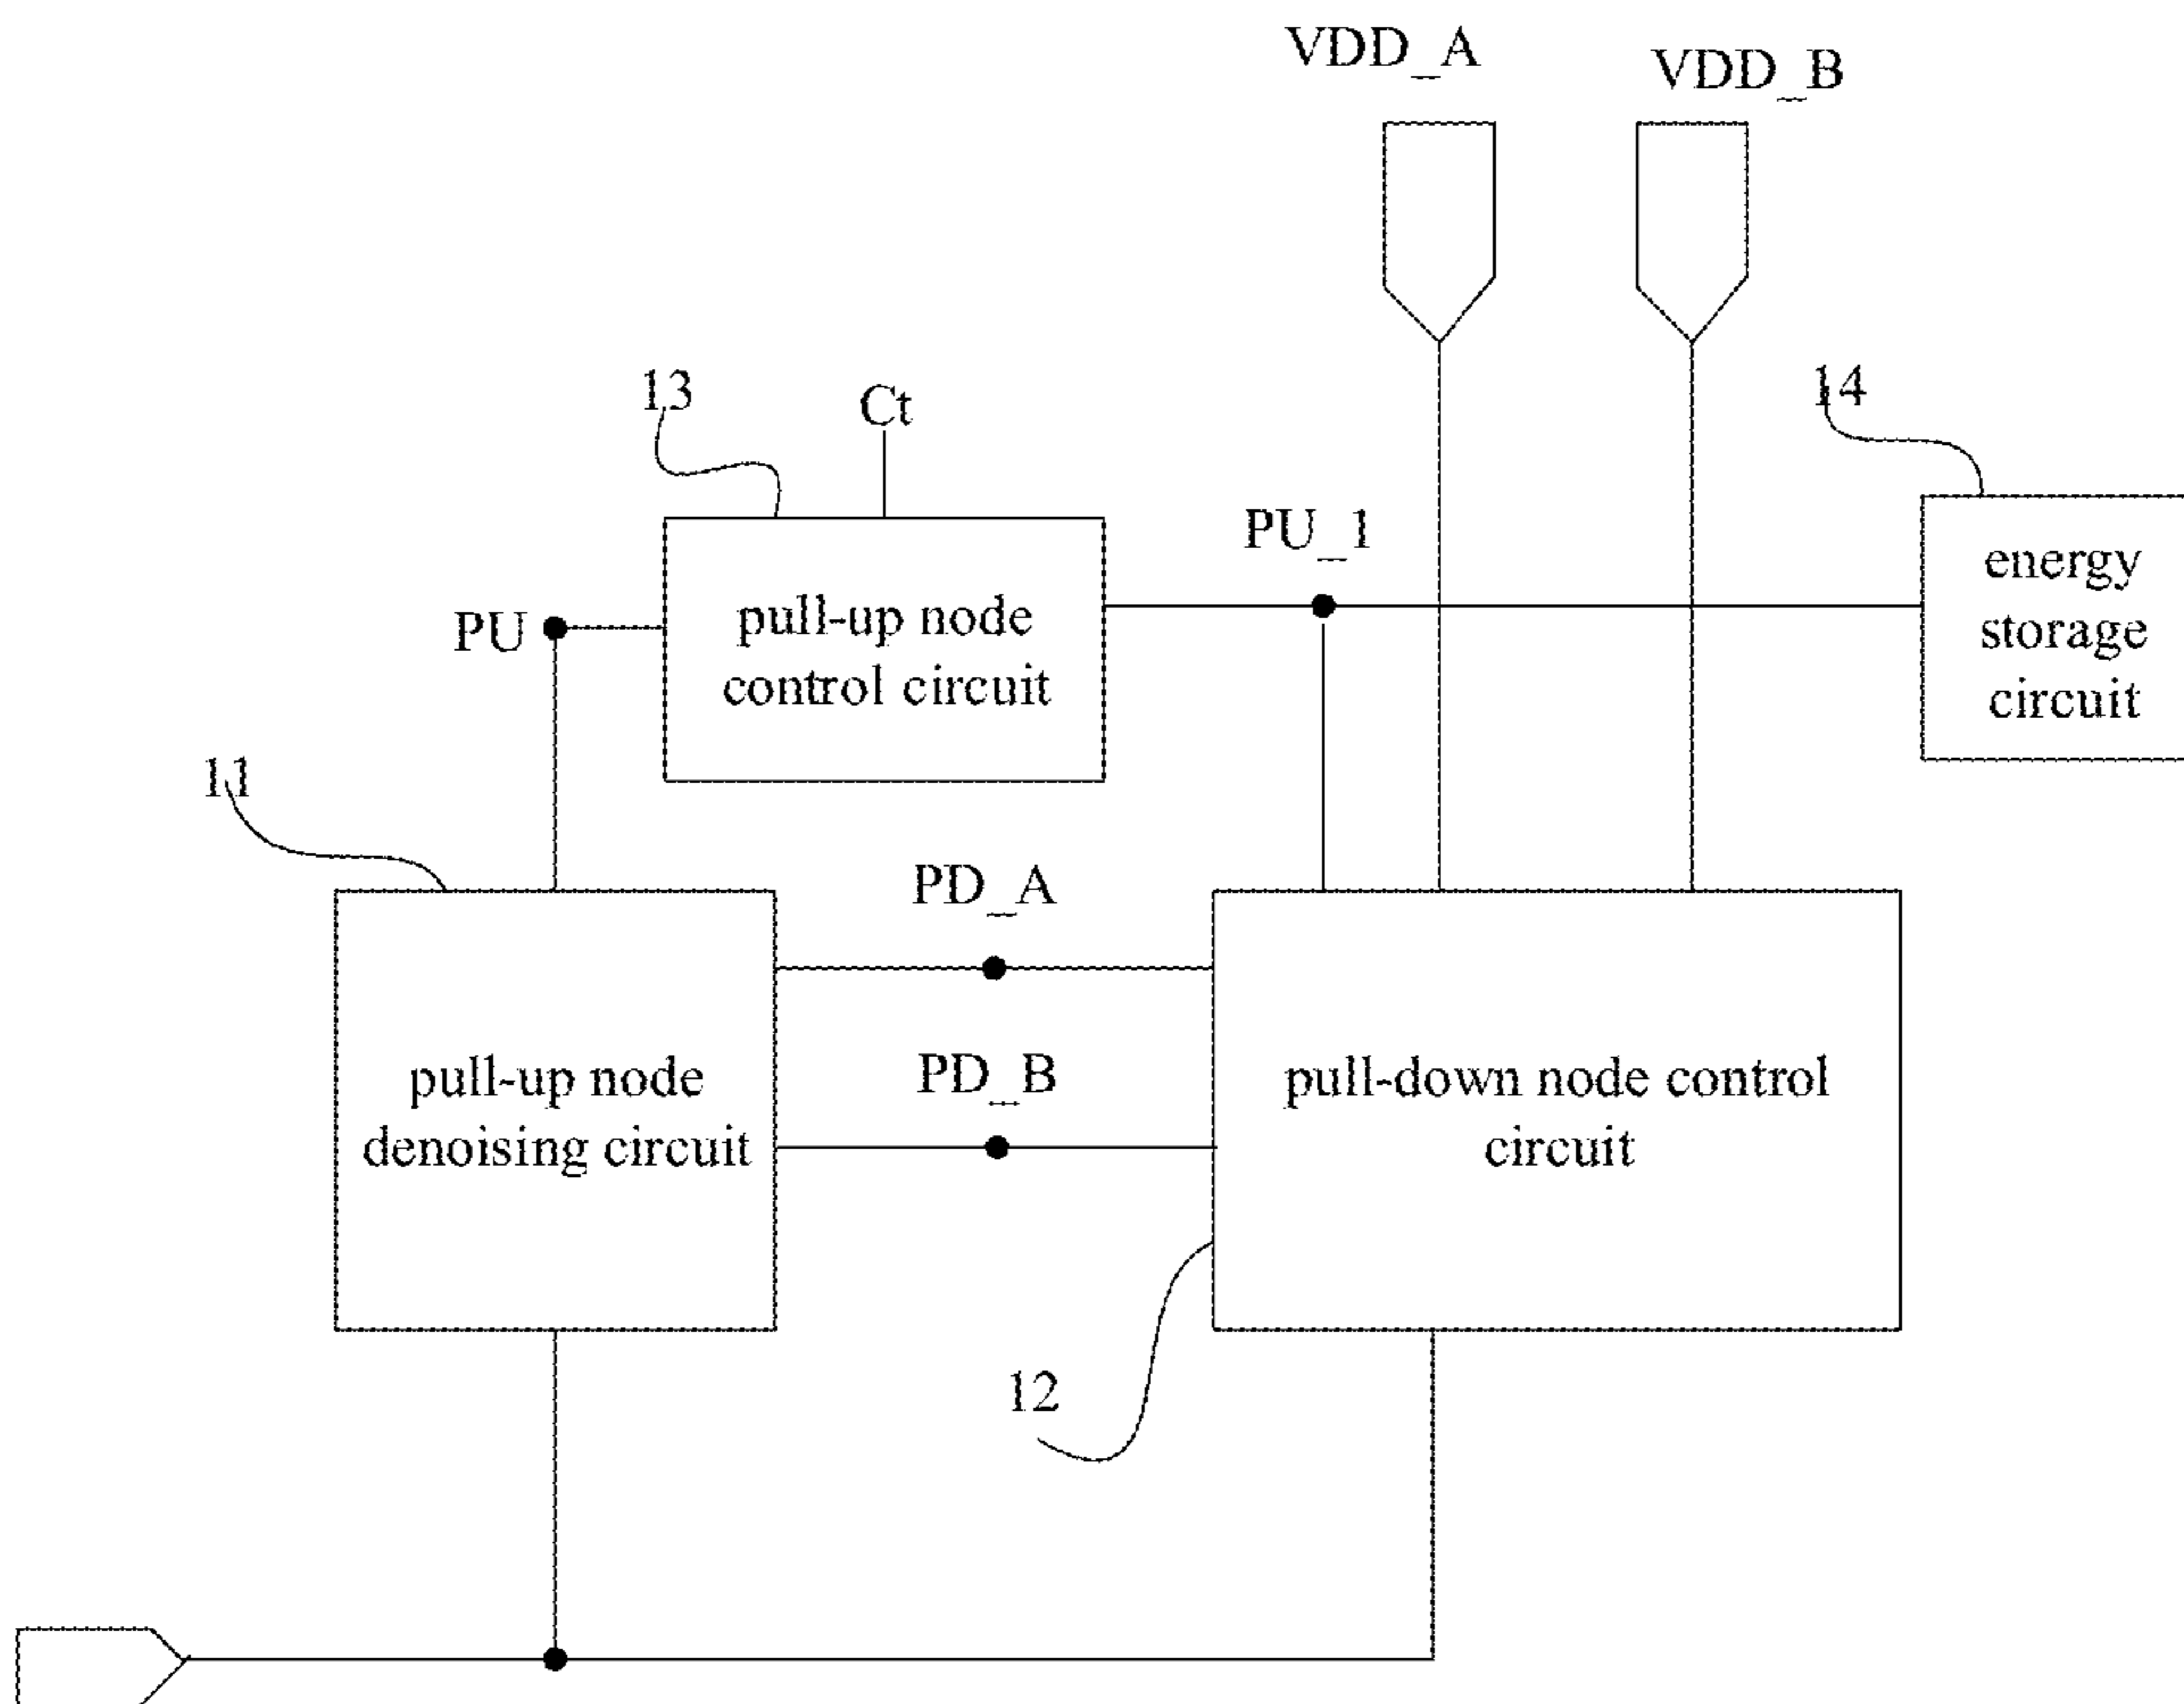 VDD_A
VDD_B
13
Ct
14
PU_1
energy
storage
circuit
PU
pull-up node
control circuit
11
PD_A
PD_B
pull-up node
denoising circuit
pull-down node control
circuit
12